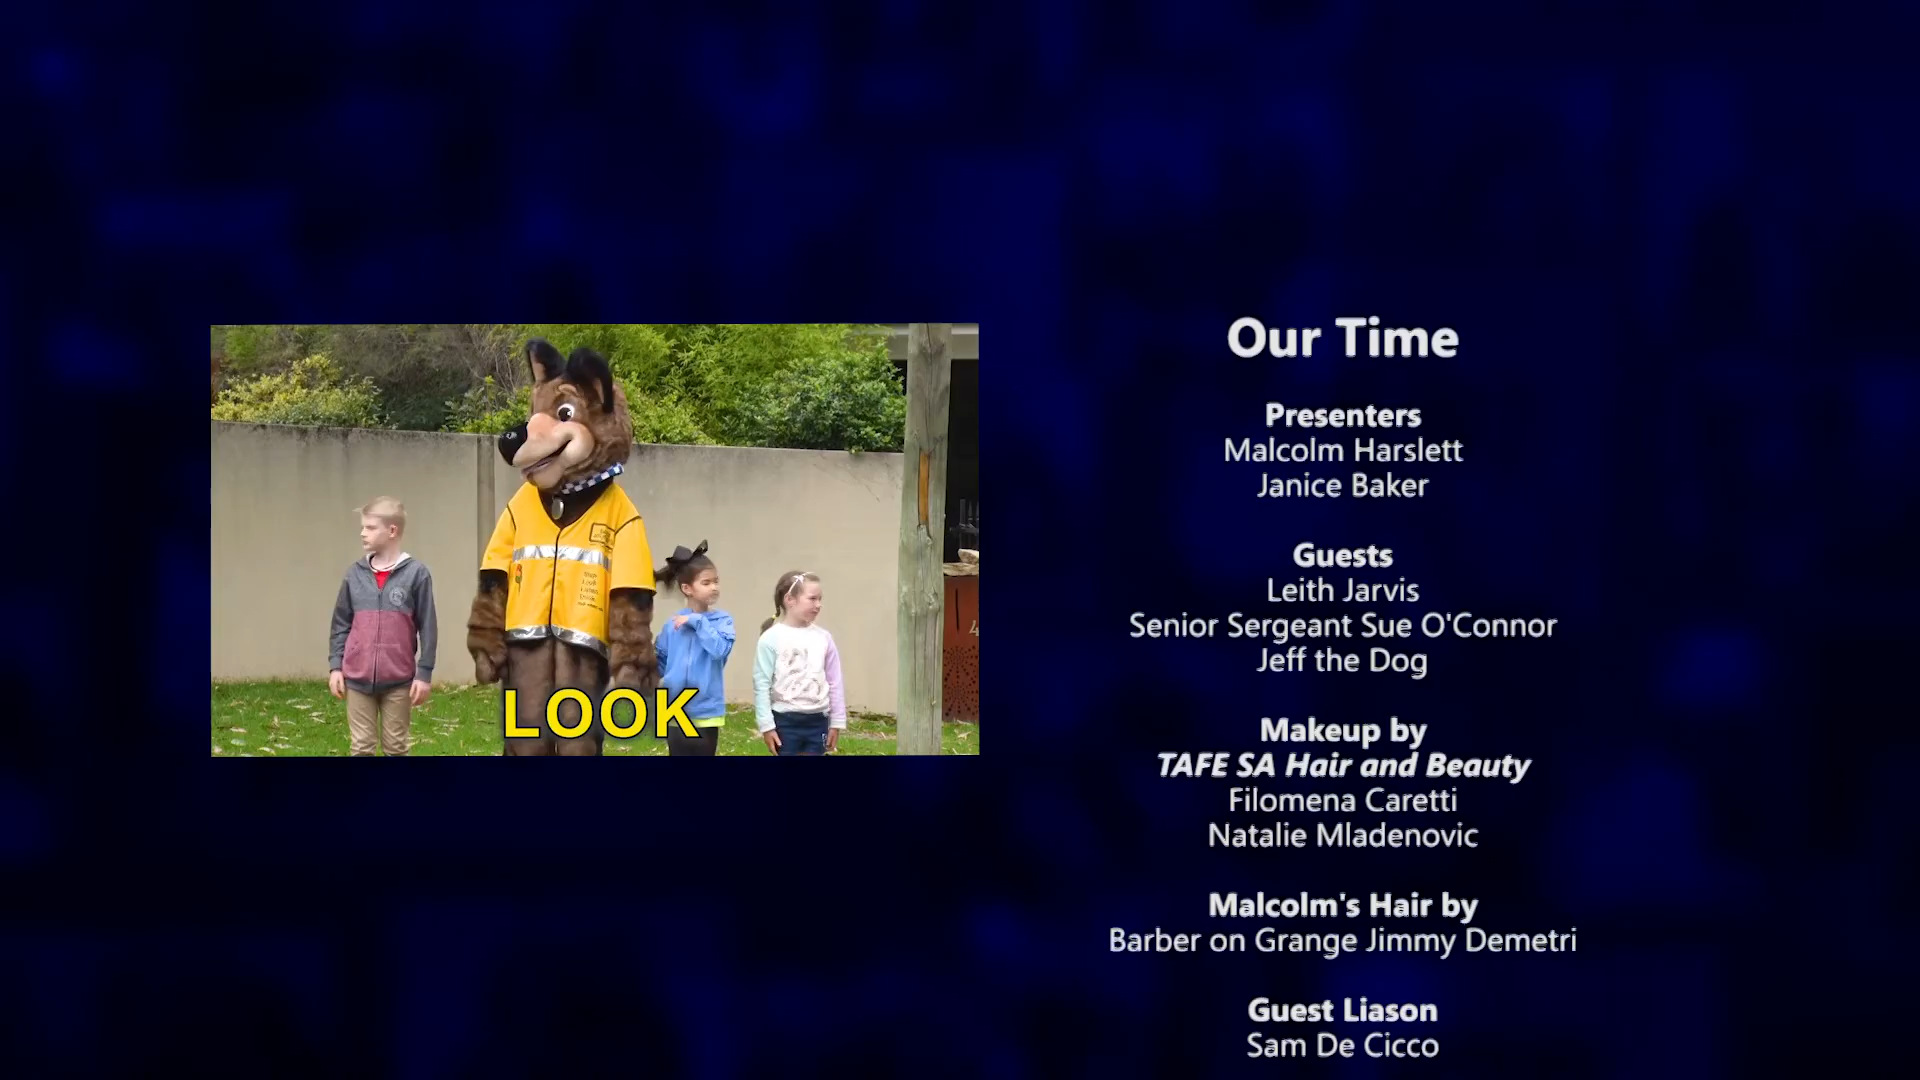 LOOK
Our Time
Presenters
Malcolm Harslett
Janice Baker
Guests
Leith Jarvis
Senior Sergeant Sue O'Connor
Jeff the Dog
Makeup by
TAFE SA Hair and Beauty
Filomena Caretti
Natalie Mladenovic
Malcolm's Hair by
Barber on Grange Jimmy Demetri
Guest Liason
Sam De Cicco